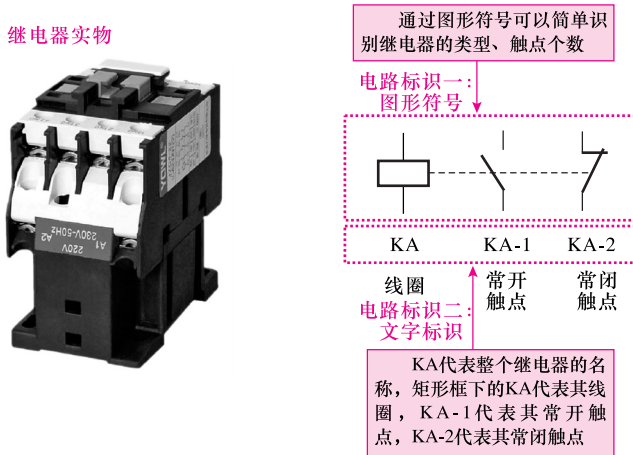 继电器实物
通过图形符号可以简单识
别继电器的类型、触点个数
电路标识一：
图形符号
KA
KA-1
KA-2
线圈
常开
触点
常闭
触点
电路标识二：
文字标识
KA代表整个继电器的名
称，矩形框下的KA代表其线
圈，KA-1代表其常开触
点，KA-2代表其常闭触点
YCWL
A1
220V
A2
230V-50HZ